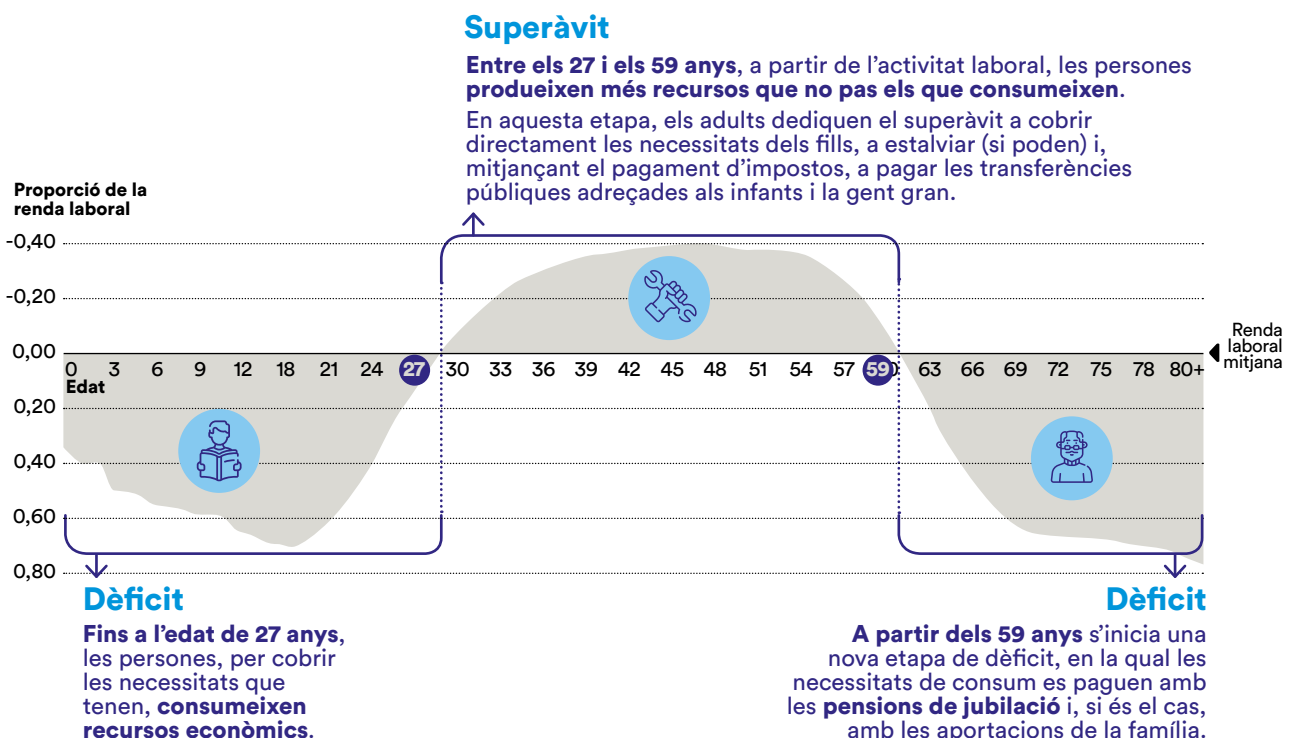 Superàvit
Entre els 27 i els 59 anys, a partir de l’activitat laboral, les persones
produeixen més recursos que no pas els que consumeixen.
En aquesta etapa, els adults dediquen el superàvit a cobrir
directament les necessitats dels fills, a estalviar (si poden) i,
mitjançant el pagament d’impostos, a pagar les transferències
públiques adreçades als infants i la gent gran.
Proporció de la
renda laboral
-0,40
-0,20
0,00
0 3 6 9 12 18 21 24 27 30 33 36 39 42 45 48 51 54 57 59 63 66 69 72 75 78 80+
Edat
Renda
laboral
mitjana
0,20
0,40
0,60
0,80
Dèficit
Fins a l’edat de 27 anys,
les persones, per cobrir
les necessitats que
tenen, consumeixen
recursos econòmics.
Dèficit
A partir dels 59 anys s’inicia una
nova etapa de dèficit, en la qual les
necessitats de consum es paguen amb
les pensions de jubilació i, si és el cas,
amb les aportacions de la família.